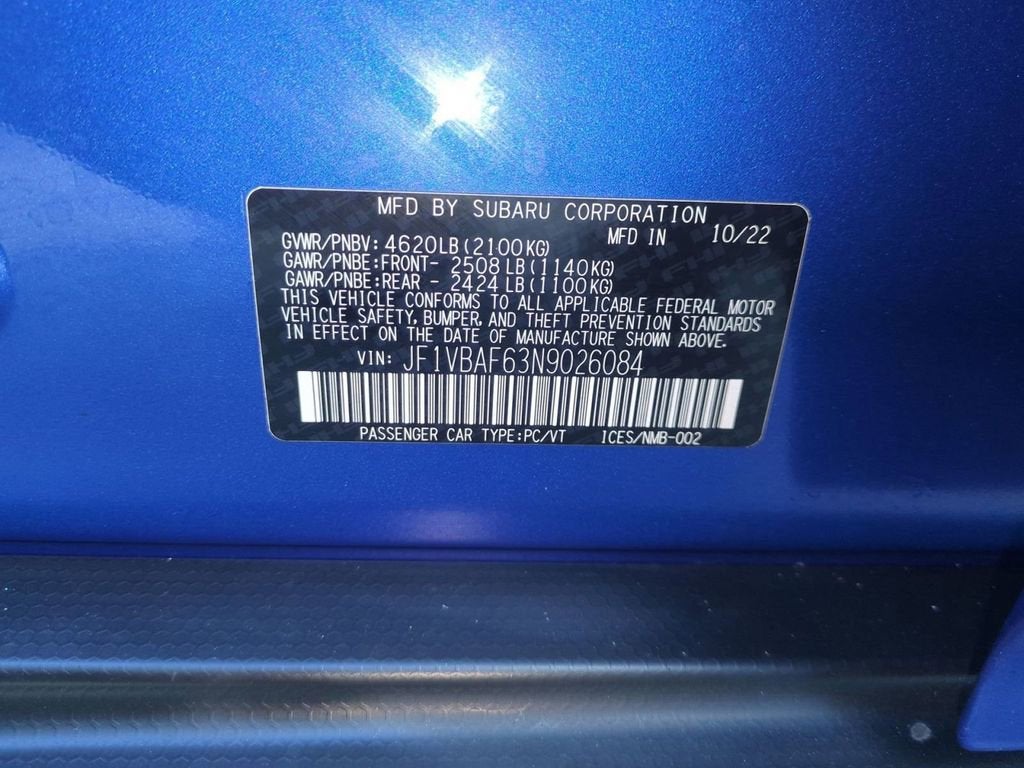 MFD BY SUBARU CORPORATION
MFD IN 10/22
GVWR/PNBV: 4620LB(2100KG)
GAWR/PNBE:FRONT- 2508LB(1140KG)
GAWR/PNBE:REAR - 2424LB(1100KG)
THIS VEHICLE CONFORMS TO ALL APPLICABLE FEDERAL MOTOR
VEHICLE SAFETY, BUMPER, AND THEFT PREVENTION STANDARDS
IN EFFECT ON THE DATE OF MANUFACTURE SHOWN ABOVE.
VIN: JF1VBAF63N9026084
PASSENGER CAR TYPE:PC/VT ICES/NMB-002